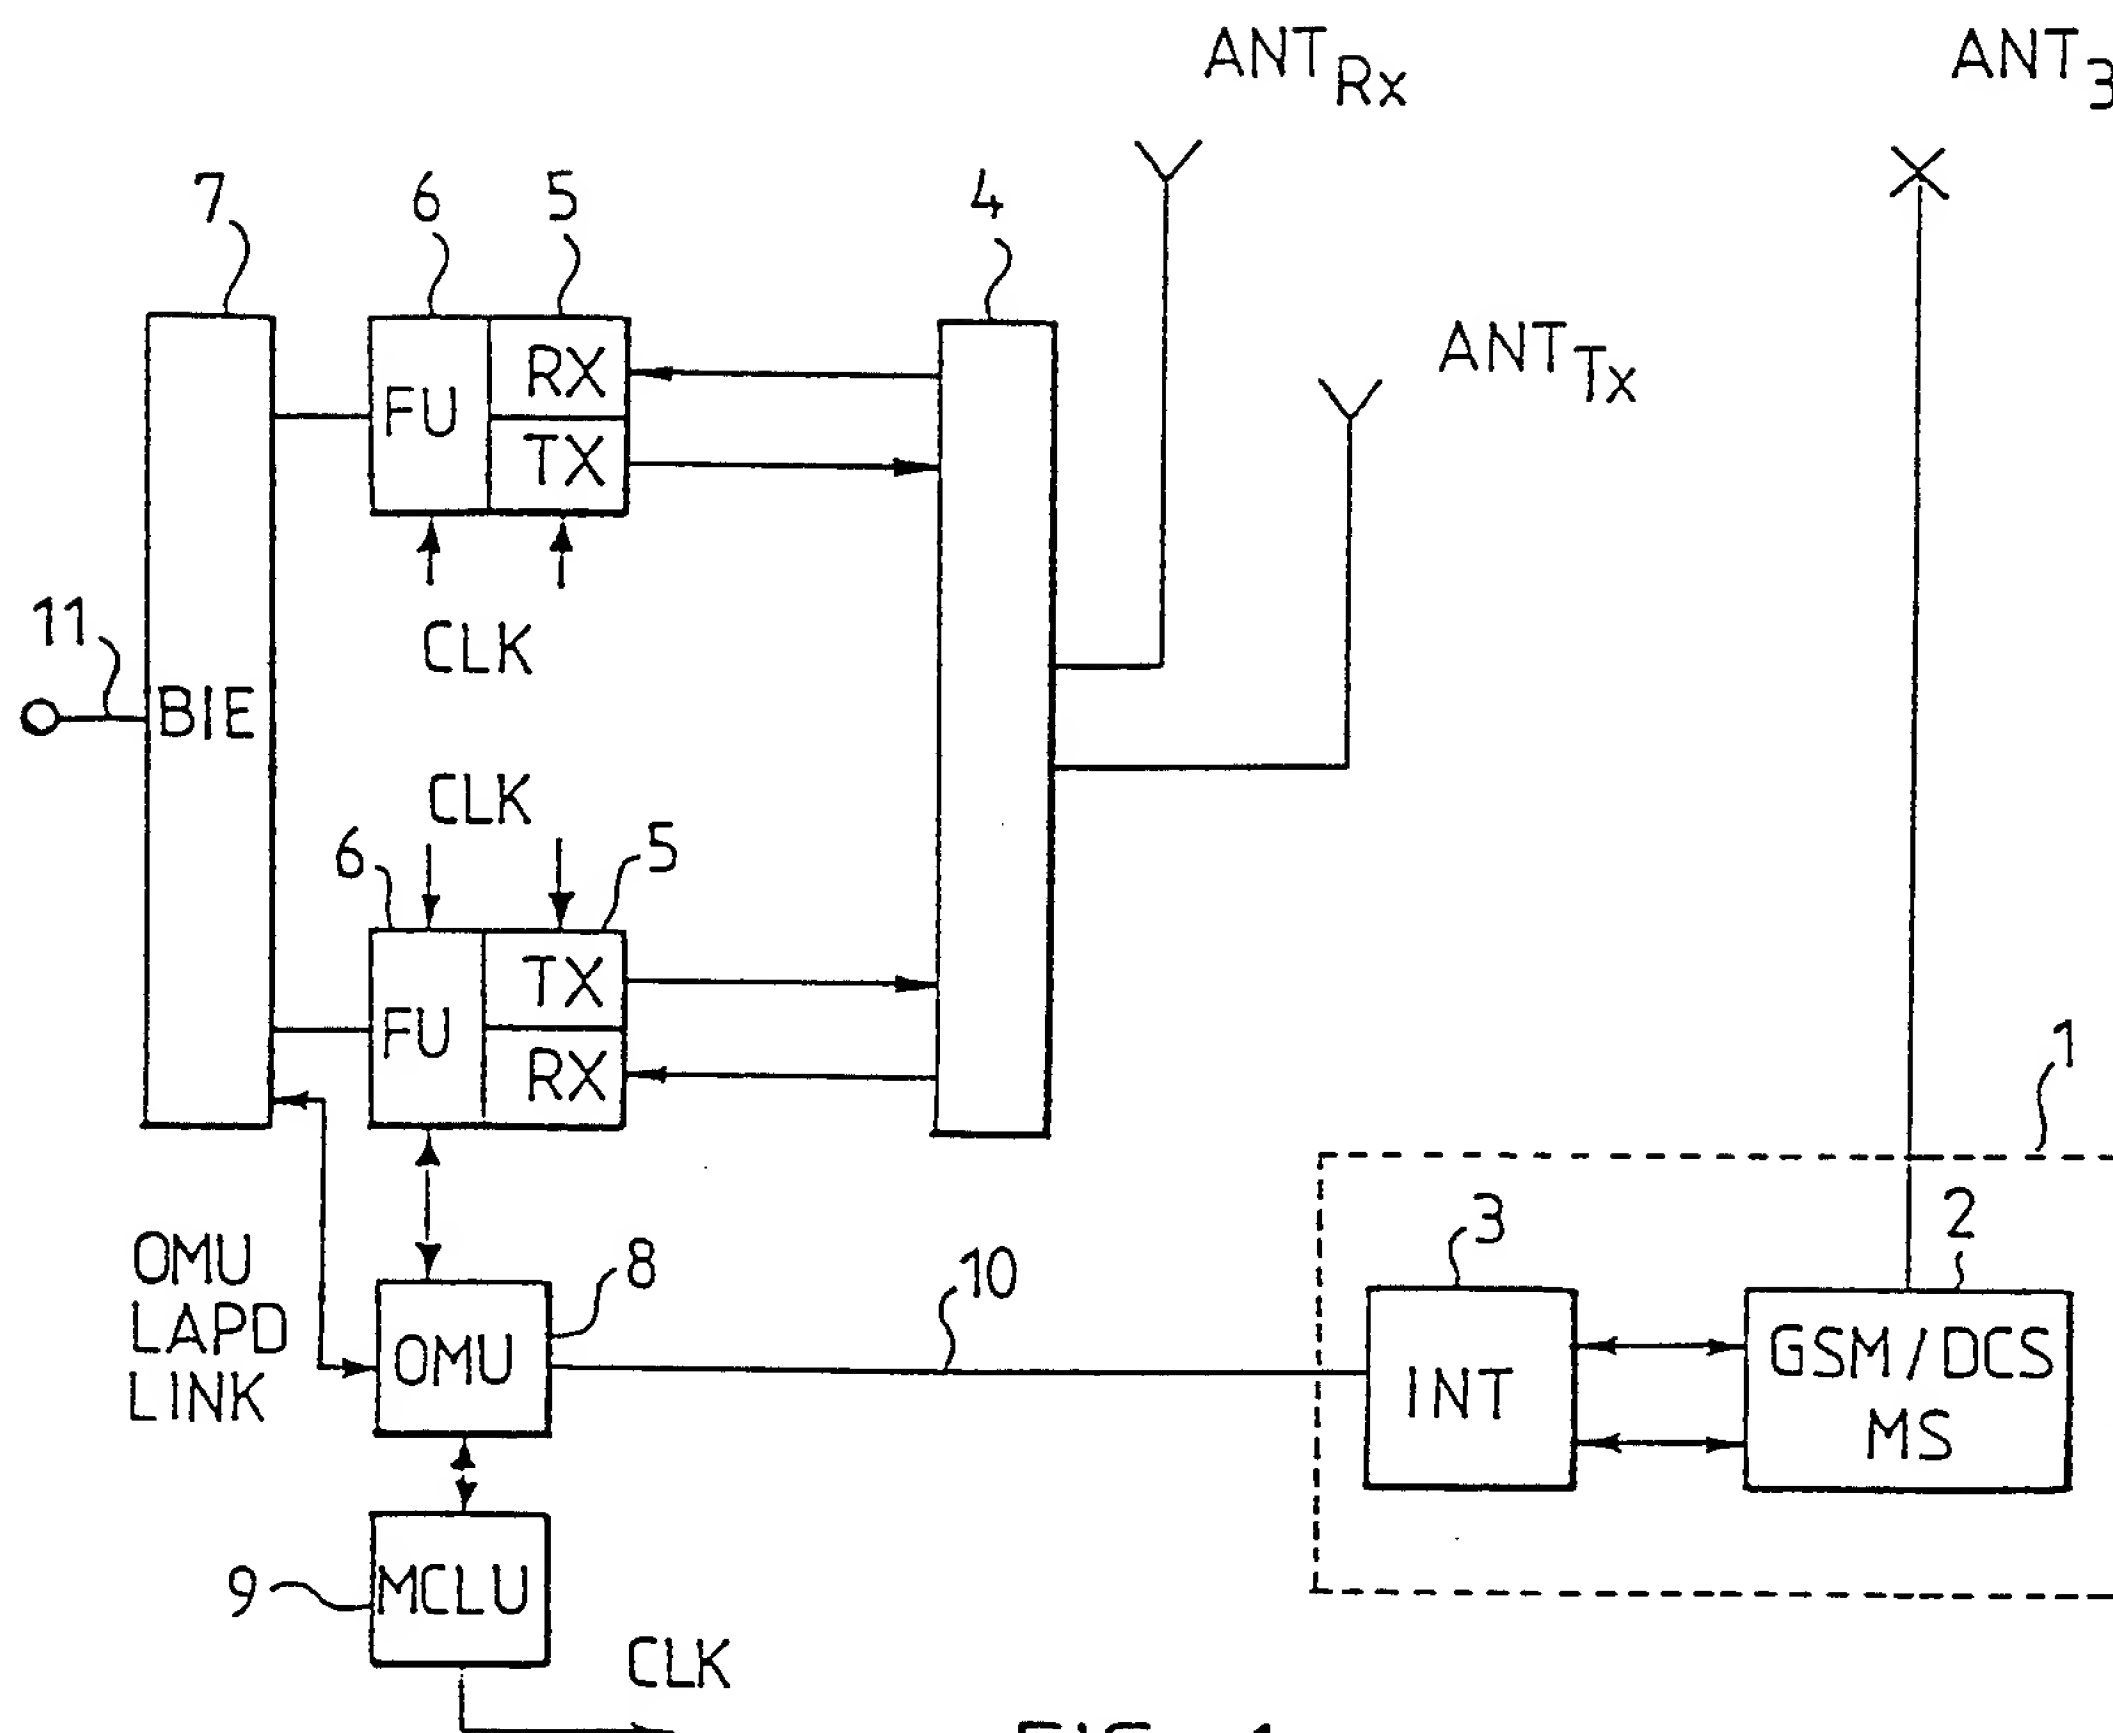 ANTRx
ANT3
7
6
5
4
ANTTx
RX
FU
TX
CLK
11
BIE
CLK
6
5
TX
FU
RX
1
3
2
OMU
LAPD
LINK
8
10
OMU
INT
GSM/DCS
MS
9
MCLU
CLK